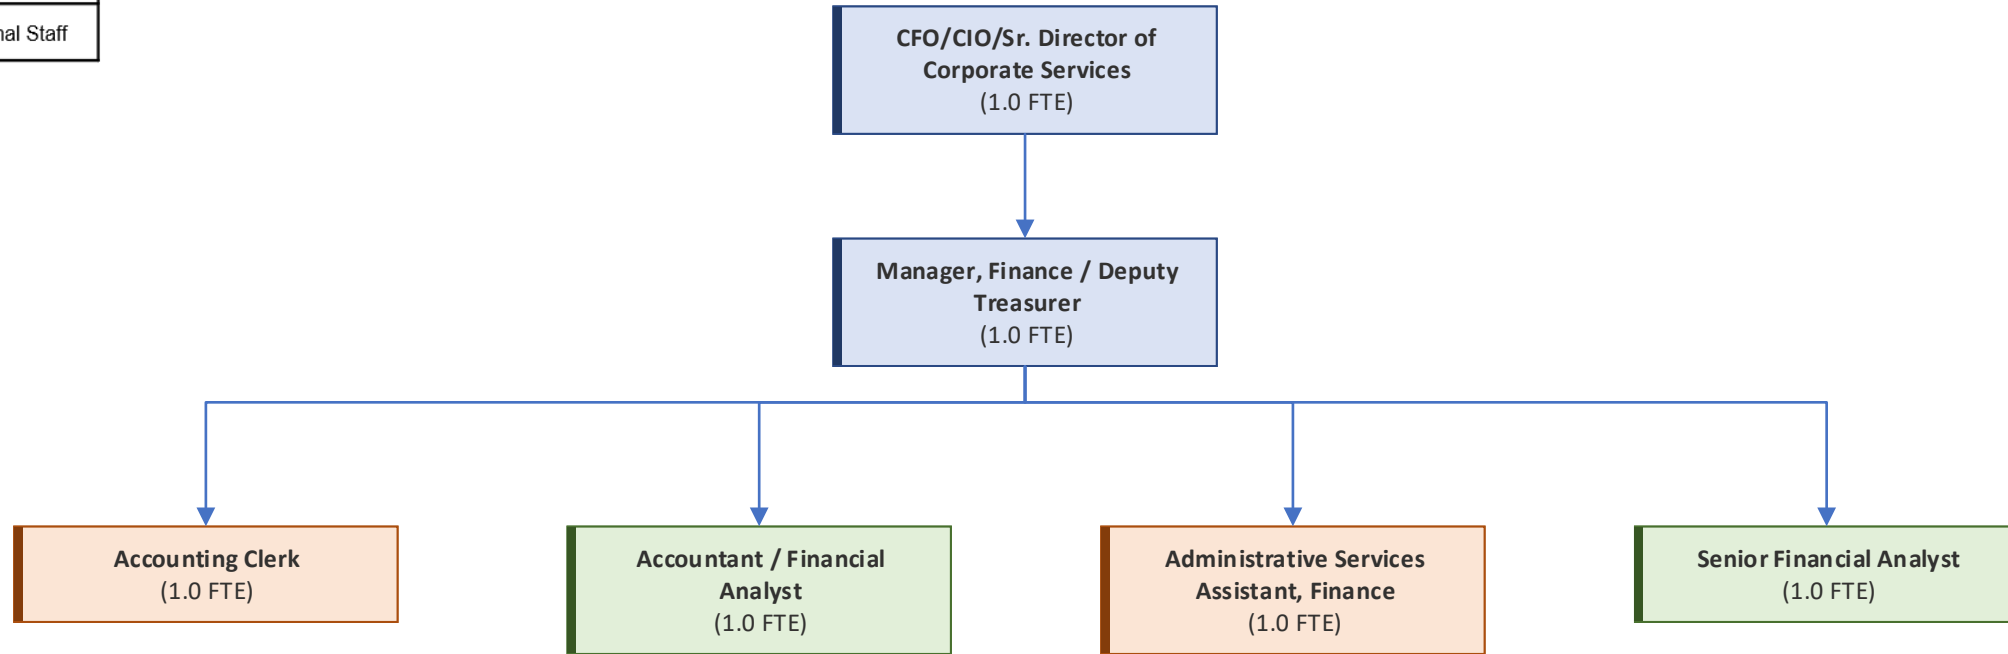 Staff
CFO/CIO/Sr. Director of
Corporate Services
(1.0 FTE)
Manager, Finance / Deputy
Treasurer
(1.0 FTE)
Accounting Clerk
(1.0 FTE)
Accountant / Financial
Analyst
(1.0 FTE)
Administrative Services
Assistant, Finance
(1.0 FTE)
Senior Financial Analyst
(1.0 FTE)